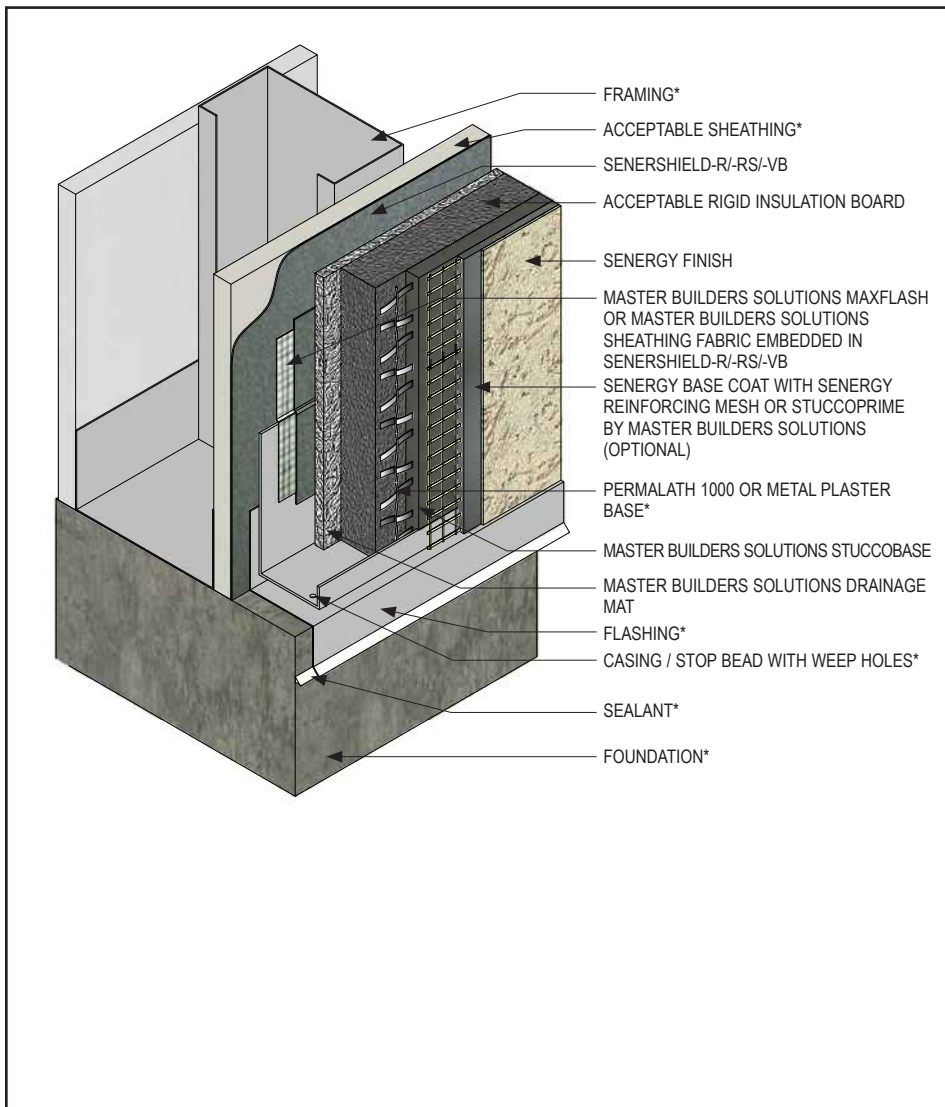 FRAMING*
ACCEPTABLE SHEATHING*
SENERSHIELD-R/-RS/-VB
ACCEPTABLE RIGID INSULATION BOARD
SENERGY FINISH
MASTER BUILDERS SOLUTIONS MAXFLASH
OR MASTER BUILDERS SOLUTIONS
SHEATHING FABRIC EMBEDDED IN
SENERSHIELD-R/-RS/-VB
SENERGY BASE COAT WITH SENERGY
REINFORCING MESH OR STUCCOPRIME
BY MASTER BUILDERS SOLUTIONS
(OPTIONAL)
PERMALATH 1000 OR METAL PLASTER
BASE*
MASTER BUILDERS SOLUTIONS STUCCOBASE
MASTER BUILDERS SOLUTIONS DRAINAGE
MAT
FLASHING*
CASING / STOP BEAD WITH WEEP HOLES*
SEALANT*
FOUNDATION*